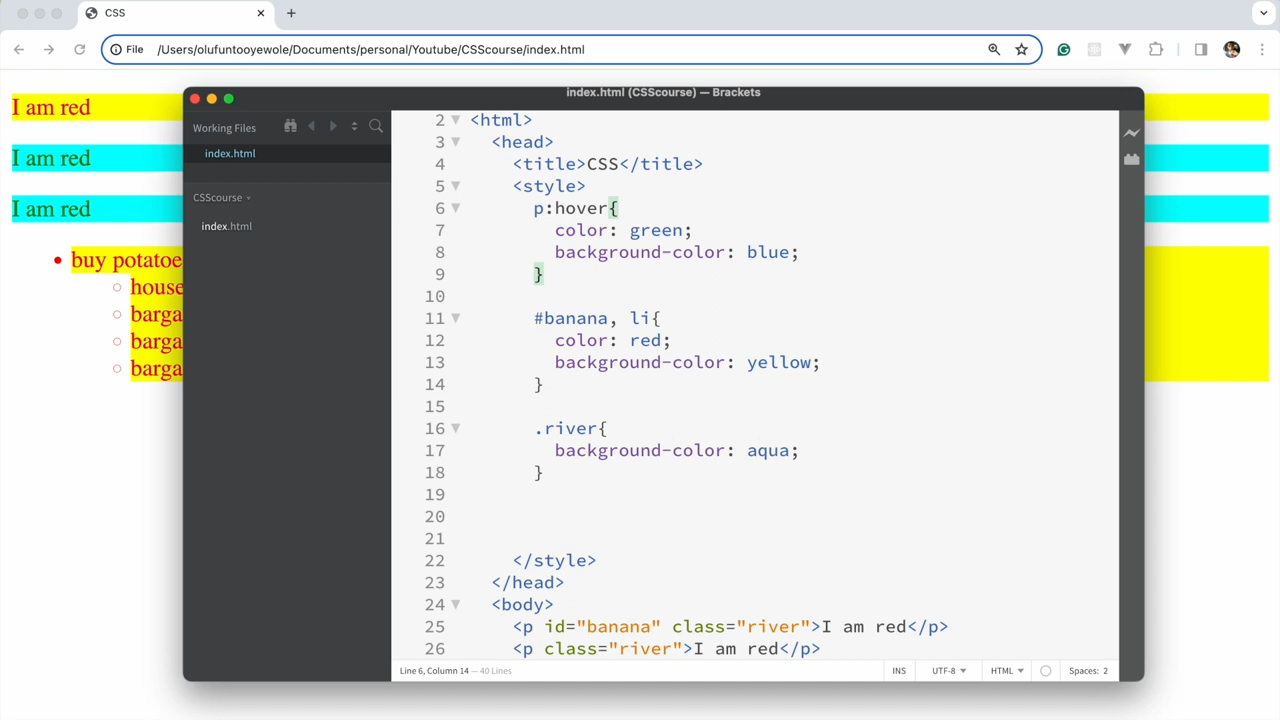 CSS
File /Users/olufuntooyewole/Documents/personal/Youtube/CSScourse/index.html
I am red
I am red
I am red
buy potatoe
house
barga
barga
barga
index.html (CSScourse) — Brackets
Working Files
index.html
CSScourse
index.html
2 <html>
3 <head>
4 <title>CSS</title>
5 <style>
6 p:hover{
7 color: green;
8 background-color: blue;
9 }
10
11 #banana, li{
12 color: red;
13 background-color: yellow;
14 }
15
16 .river{
17 background-color: aqua;
18 }
19
20
21
22 </style>
23 </head>
24 <body>
25 <p id="banana" class="river">I am red</p>
26 <p class="river">I am red</p>
Line 6, Column 14 — 40 Lines
INS
UTF-8
HTML
Spaces: 2